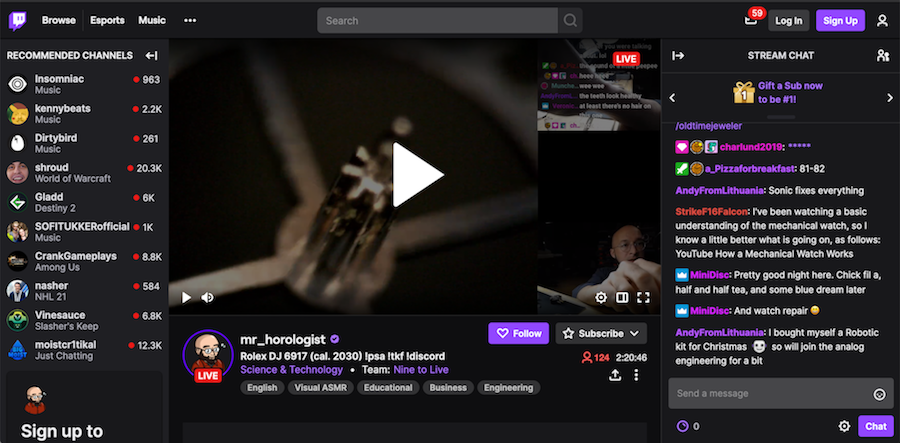 Browse
Esports
Music
•••
Search
59
Log In
Sign Up
RECOMMENDED CHANNELS
Insomniac
963
Music
kennybeats
2.2K
Music
Dirtybird
261
Music
shroud
20.3K
World of Warcraft
Gladd
6K
Destiny 2
SOFITUKKERofficial
1K
Music
CrankGameplays
8.8K
Among Us
nasher
584
NHL 21
Vinesauce
6.8K
Slasher's Keep
moistcr1tikal
12.3K
Just Chatting
Sign up to
you were talking
LIVE
wee wee
AndyFromLithu
the teeth look healthy
at least there's no hair on
mr_horologist
Follow
Subscribe
Rolex DJ 6917 (cal. 2030) !psa !tkf !discord
124
2:20:46
Science & Technology • Team: Nine to Live
LIVE
English
Visual ASMR
Educational
Business
Engineering
STREAM CHAT
1
Gift a Sub now
to be #1!
/oldtimejeweler
charlund2019: *****
a_Pizzaforbreakfast: 81-82
AndyFromLithuania: Sonic fixes everything
StrikeF16Falcon: I've been watching a basic
understanding of the mechanical watch, so I
know a little better what is going on, as follows:
YouTube How a Mechanical Watch Works
MiniDisc: Pretty good night here. Chick fil a,
half and half tea, and some blue dream later
MiniDisc: And watch repair
AndyFromLithuania: I bought myself a Robotic
kit for Christmas so will join the analog
engineering for a bit
Send a message
0
Chat